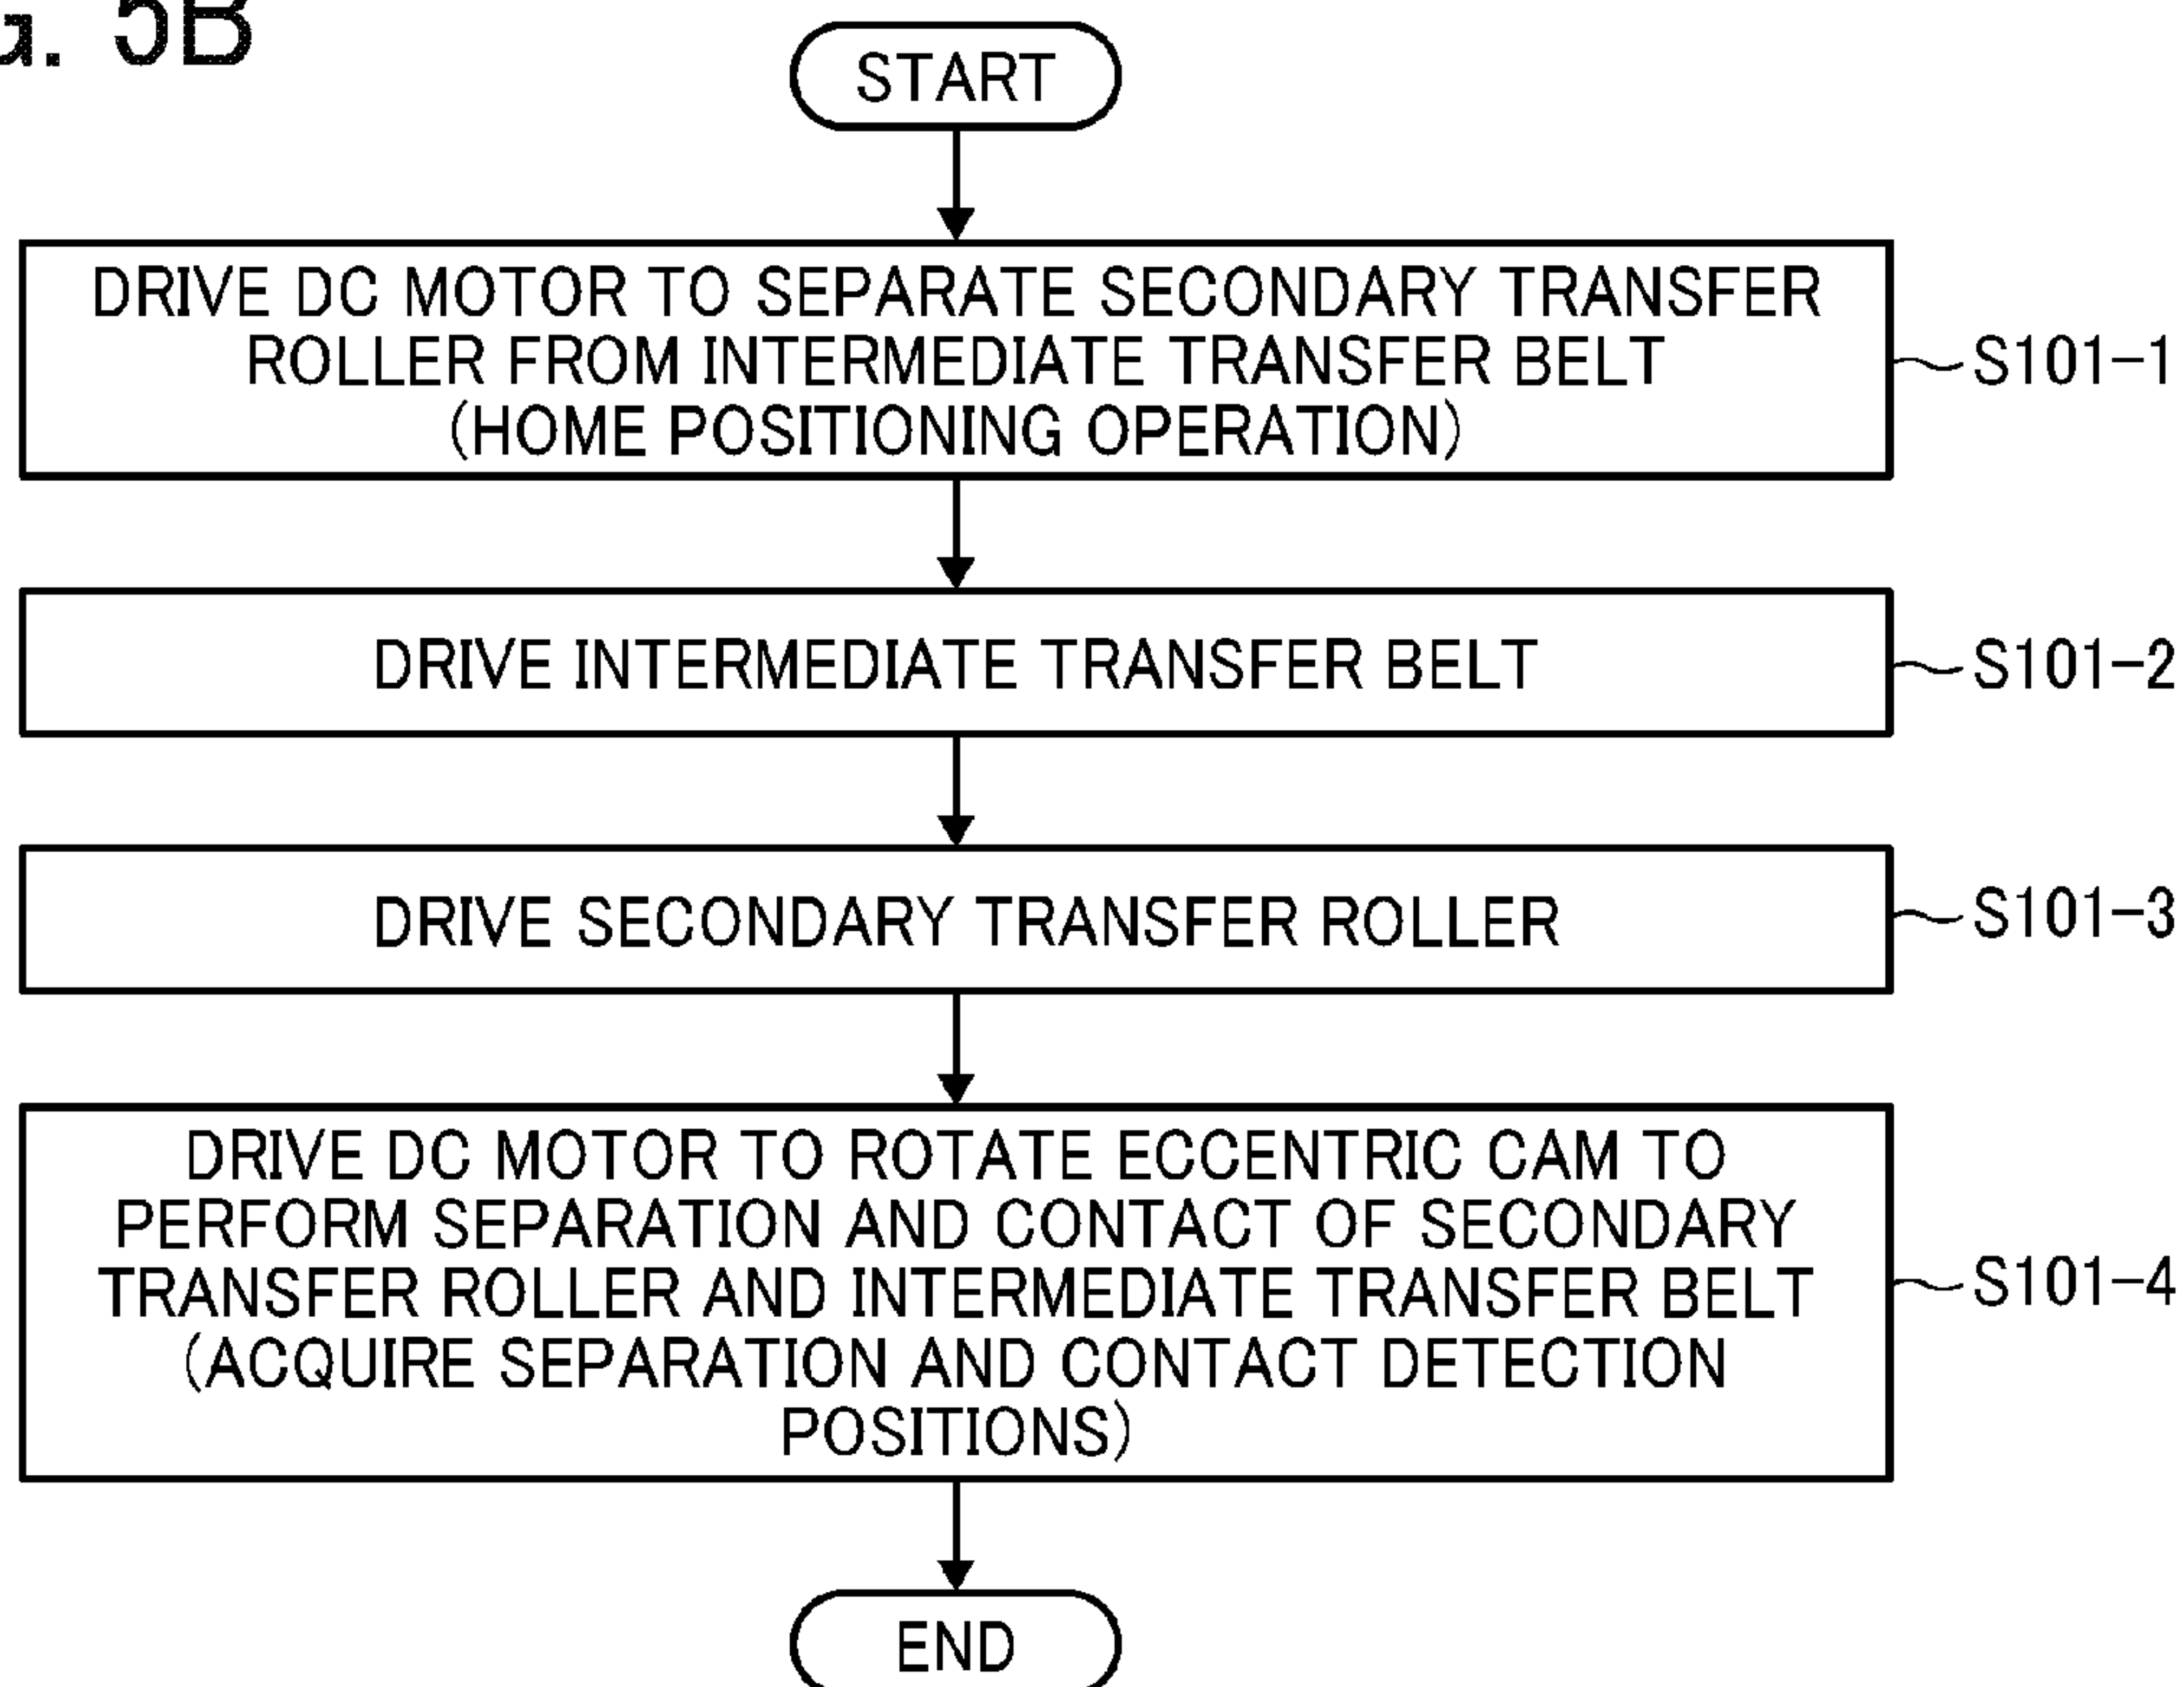 G. 5B
START
DRIVE DC MOTOR TO SEPARATE SECONDARY TRANSFER
ROLLER FROM INTERMEDIATE TRANSFER BELT
(HOME POSITIONING OPERATION)
S101-1
DRIVE INTERMEDIATE TRANSFER BELT
S101-2
DRIVE SECONDARY TRANSFER ROLLER
S101-3
DRIVE DC MOTOR TO ROTATE ECCENTRIC CAM TO
PERFORM SEPARATION AND CONTACT OF SECONDARY
TRANSFER ROLLER AND INTERMEDIATE TRANSFER BELT
(ACQUIRE SEPARATION AND CONTACT DETECTION
POSITIONS)
S101-4
END